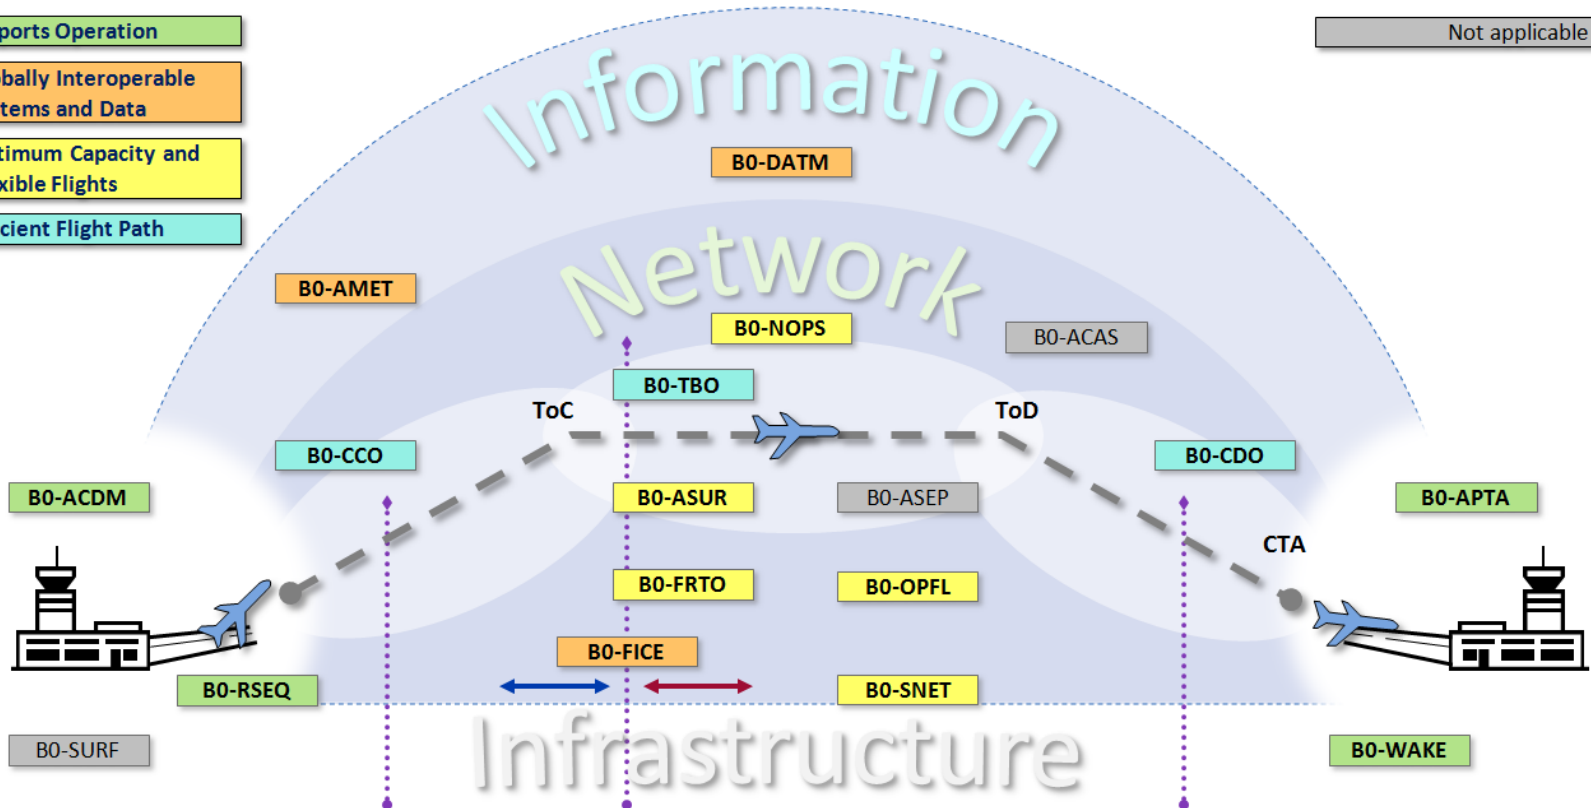 ports Operation
Not applicable
bally Interoperable
tems and Data
timum Capacity and
xible Flights
cient Flight Path
Information
B0-DATM
Network
B0-AMET
B0-NOPS
B0-ACAS
B0-TBO
ToC
ToD
B0-CCO
B0-CDO
B0-ACDM
B0-ASUR
B0-ASEP
B0-APTA
CTA
B0-FRTO
B0-OPFL
B0-FICE
B0-RSEQ
B0-SNET
B0-SURF
Infrastructure
B0-WAKE